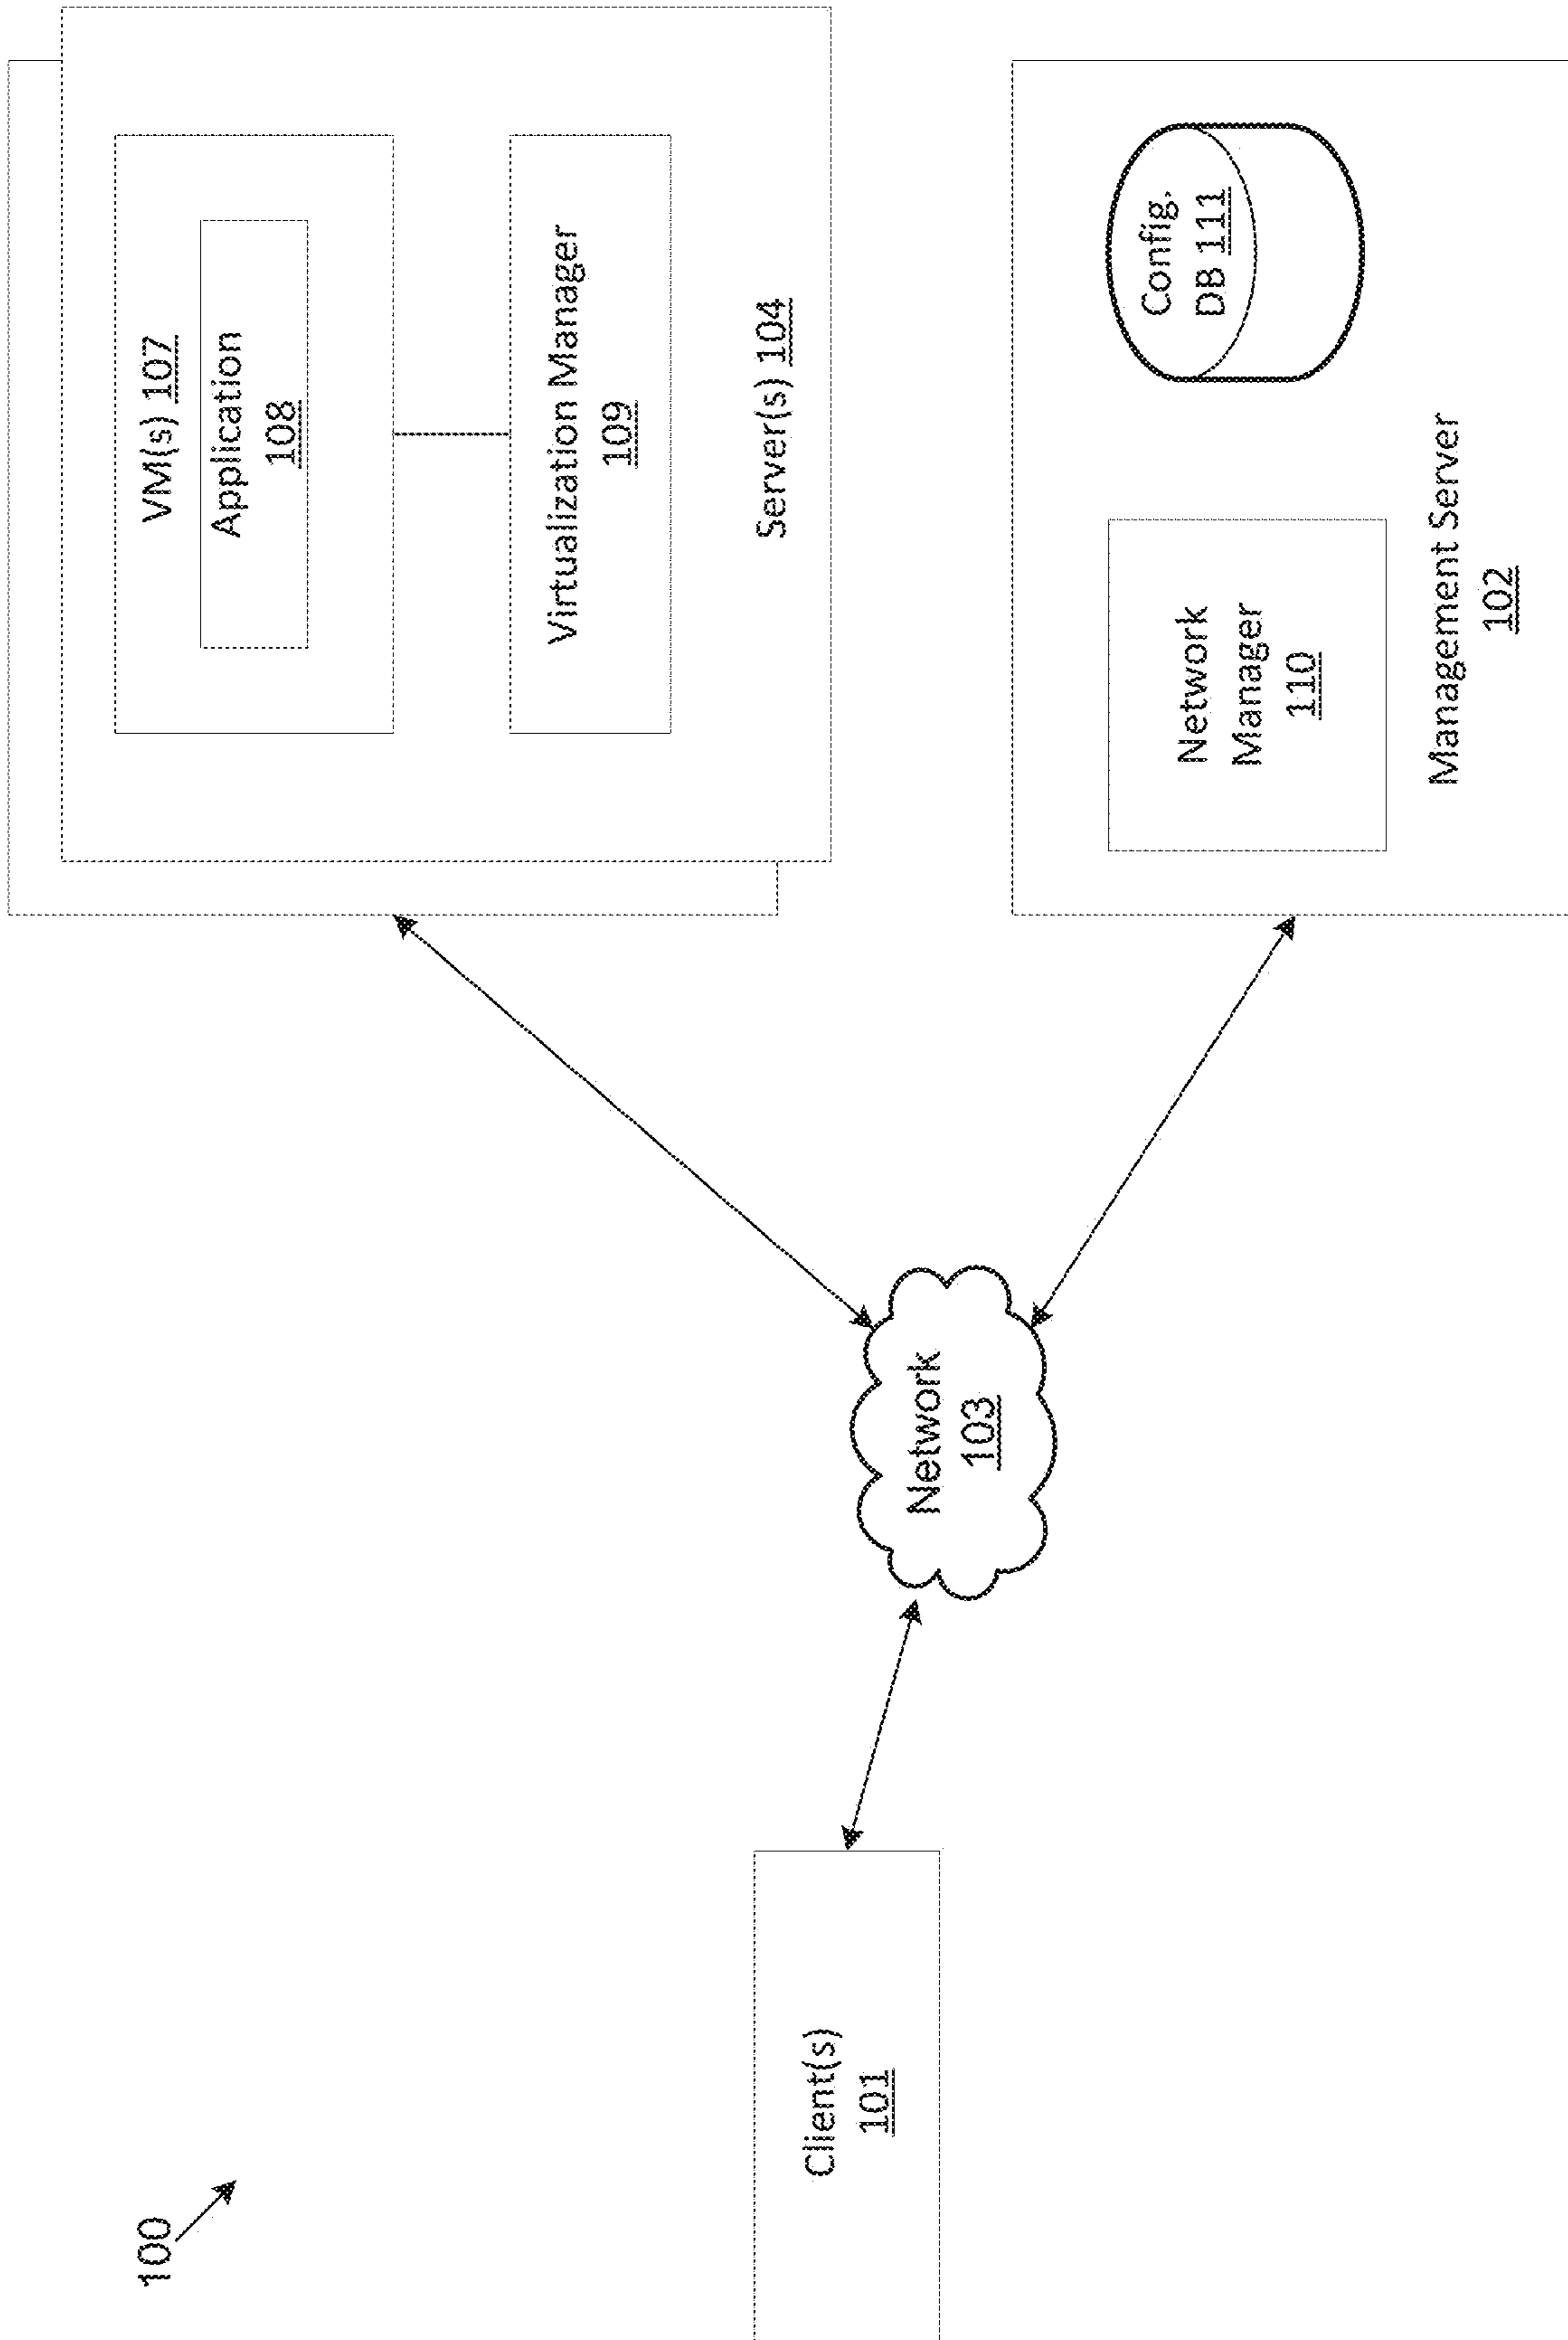 100
Client(s)
101
Network
103
VM(s) 107
Application
108
Virtualization Manager
109
Server(s) 104
Network
Manager
110
Config.
DB 111
Management Server
102